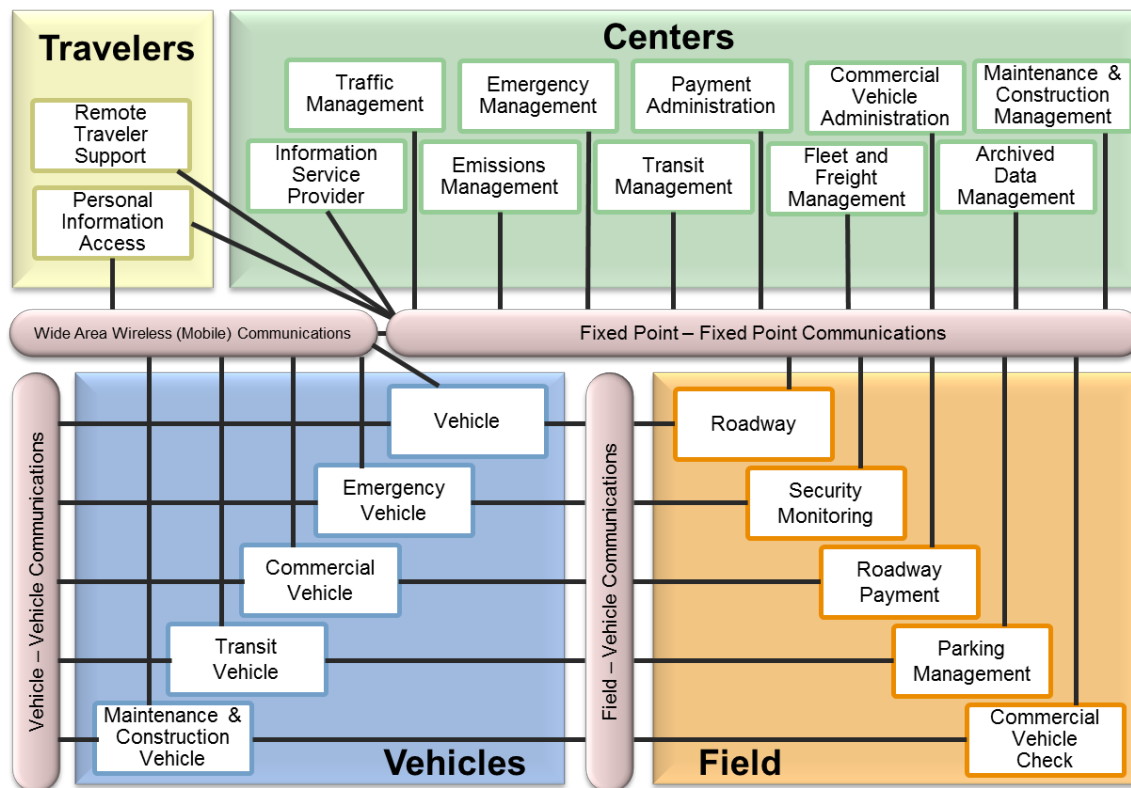 Travelers
Remote
Traveler
Support
Personal
Information
Access
Centers
Traffic
Management
Emergency
Management
Payment
Administration
Commercial
Vehicle
Administration
Maintenance &
Construction
Management
Information
Service
Provider
Emissions
Management
Transit
Management
Fleet and
Freight
Management
Archived
Data
Management
Wide Area Wireless (Mobile) Communications
Fixed Point – Fixed Point Communications
Vehicle – Vehicle Communications
Vehicle
Emergency
Vehicle
Commercial
Vehicle
Transit
Vehicle
Maintenance &
Construction
Vehicle
Vehicles
Field – Vehicle Communications
Roadway
Security
Monitoring
Roadway
Payment
Parking
Management
Commercial
Vehicle
Check
Field